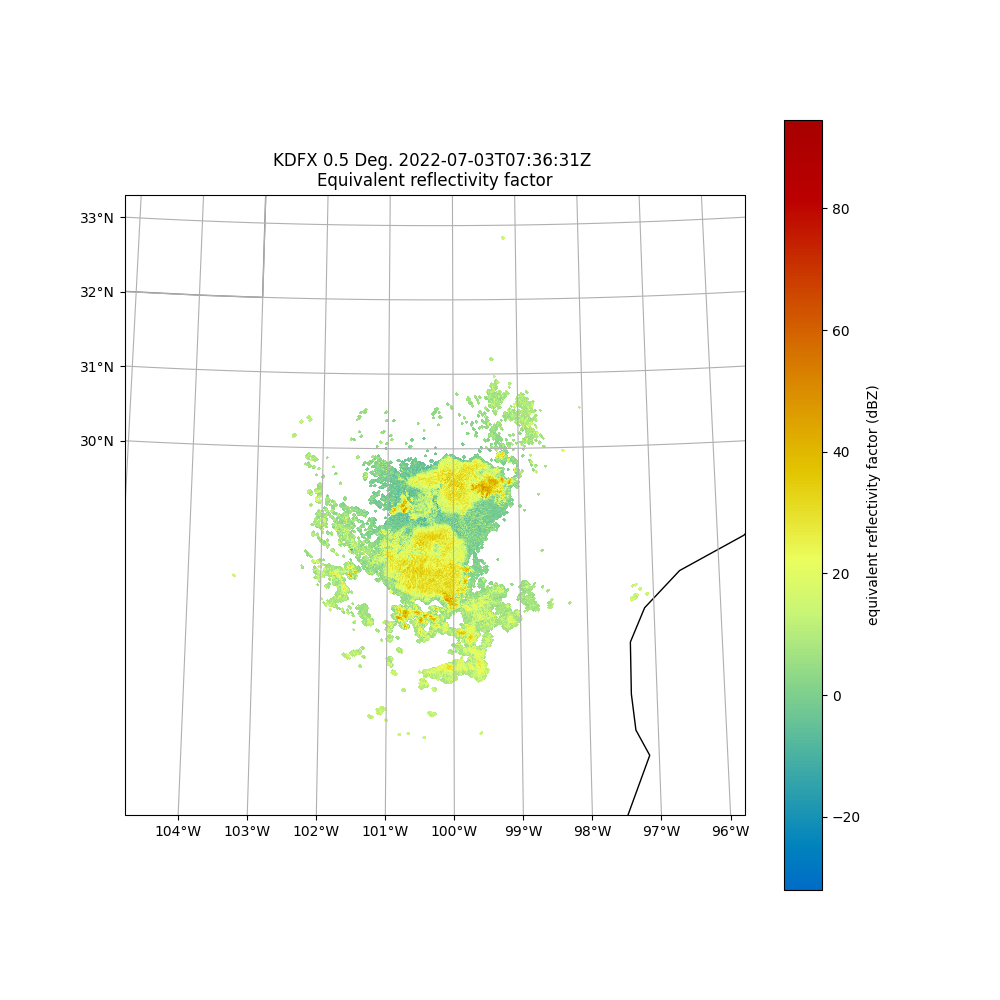 KDFX 0.5 Deg. 2022-07-03T07:36:31Z
Equivalent reflectivity factor
33°N
32°N
31°N
30°N
104°W 103°W 102°W 101°W 100°W 99°W 98°W 97°W 96°W
80
60
40
20
0
−20
equivalent reflectivity factor (dBZ)